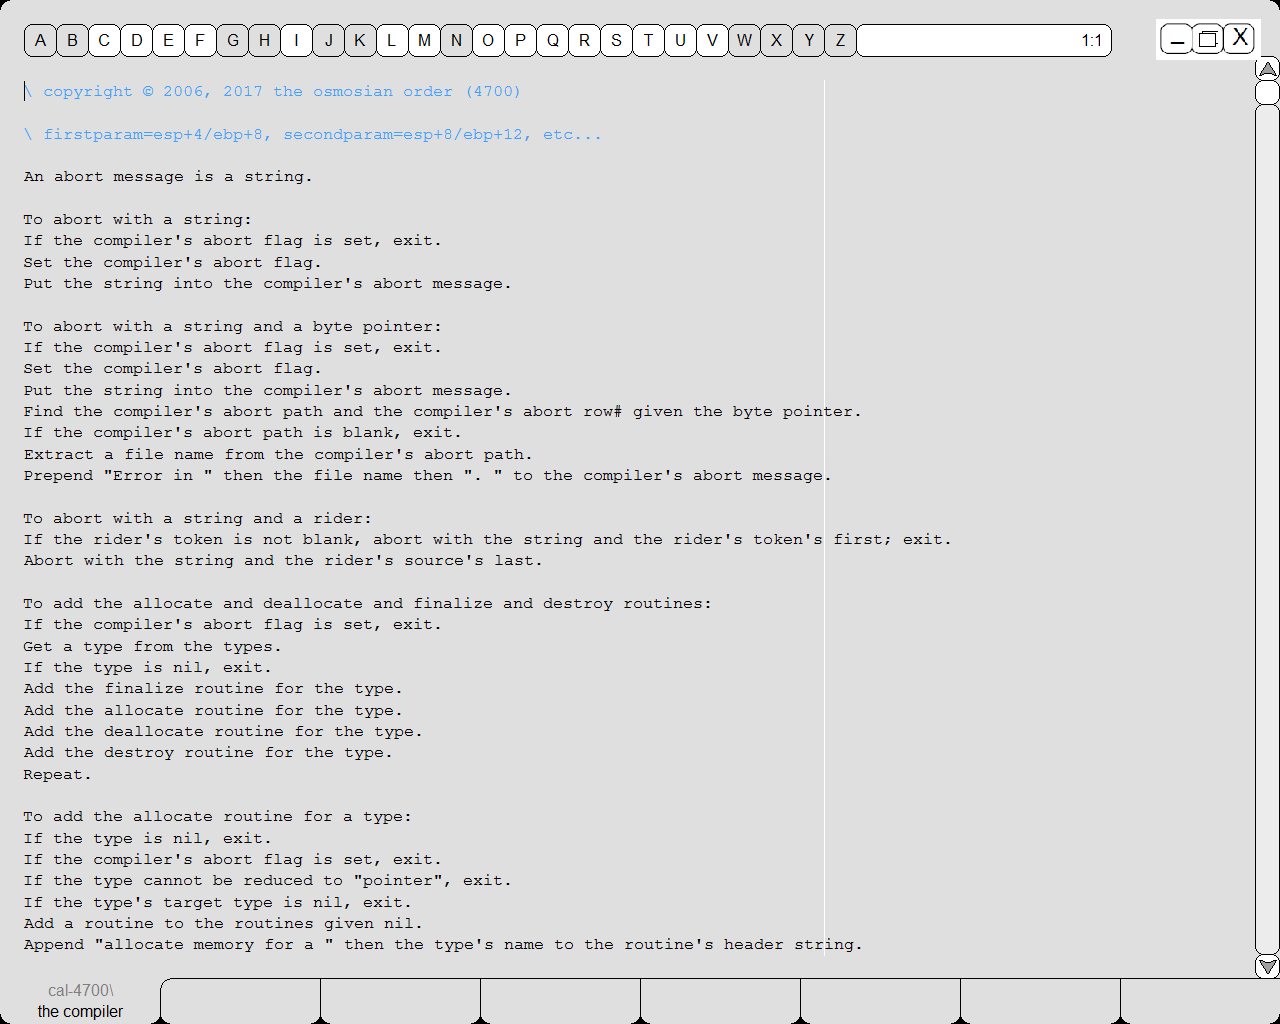 A B C D E F G H I J K L M N O P Q R S T U V W X Y Z 1:1 X
\ copyright © 2006, 2017 the osmosian order (4700)
\ firstparam=esp+4/ebp+8, secondparam=esp+8/ebp+12, etc...
An abort message is a string.
To abort with a string:
If the compiler's abort flag is set, exit.
Set the compiler's abort flag.
Put the string into the compiler's abort message.
To abort with a string and a byte pointer:
If the compiler's abort flag is set, exit.
Set the compiler's abort flag.
Put the string into the compiler's abort message.
Find the compiler's abort path and the compiler's abort row# given the byte pointer.
If the compiler's abort path is blank, exit.
Extract a file name from the compiler's abort path.
Prepend "Error in " then the file name then ". " to the compiler's abort message.
To abort with a string and a rider:
If the rider's token is not blank, abort with the string and the rider's token's first; exit.
Abort with the string and the rider's source's last.
To add the allocate and deallocate and finalize and destroy routines:
If the compiler's abort flag is set, exit.
Get a type from the types.
If the type is nil, exit.
Add the finalize routine for the type.
Add the allocate routine for the type.
Add the deallocate routine for the type.
Add the destroy routine for the type.
Repeat.
To add the allocate routine for a type:
If the type is nil, exit.
If the compiler's abort flag is set, exit.
If the type cannot be reduced to "pointer", exit.
If the type's target type is nil, exit.
Add a routine to the routines given nil.
Append "allocate memory for a " then the type's name to the routine's header string.
cal-4700\
the compiler